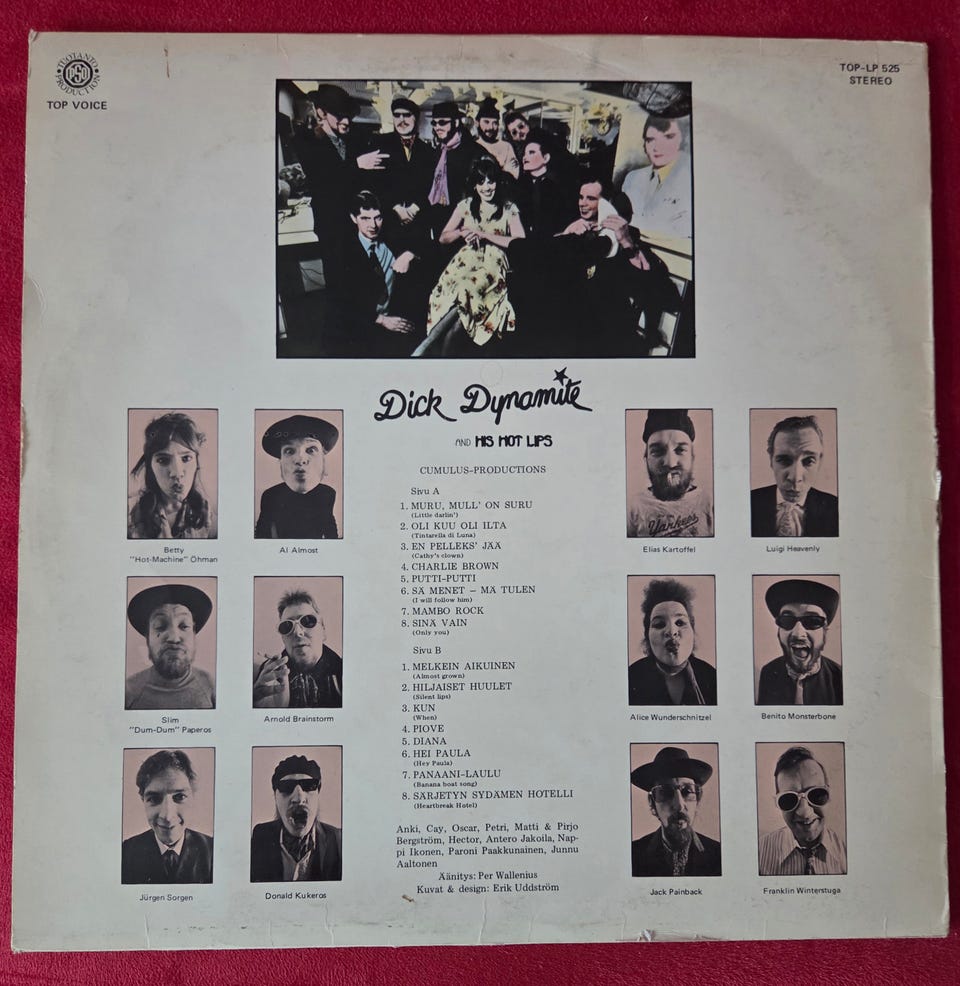 TUOTANTO
PSO
PRODUCTION
TOP VOICE
TOP-LP 525
STEREO
Dick Dynamite
AND HIS HOT LIPS
CUMULUS-PRODUCTIONS
Sivu A
1. MURU, MULL' ON SURU
(Little darlin')
2. OLI KUU OLI ILTA
(Tintarella di Luna)
3. EN PELLEKS' JÄÄ
(Cathy's clown)
4. CHARLIE BROWN
5. PUTTI-PUTTI
6. SÄ MENET – MÄ TULEN
(I will follow him)
7. MAMBO ROCK
8. SINÄ VAIN
(Only you)
Sivu B
1. MELKEIN AIKUINEN
(Almost grown)
2. HILJAISET HUULET
(Silent lips)
3. KUN
(When)
4. PIOVE
5. DIANA
6. HEI PAULA
(Hey Paula)
7. PANAANI-LAULU
(Banana boat song)
8. SÄRJETYN SYDÄMEN HOTELLI
(Heartbreak Hotel)
Anki, Cay, Oscar, Petri, Matti & Pirjo
Bergström, Hector, Antero Jakoila, Nap-
pi Ikonen, Paroni Paakkunainen, Junnu
Aaltonen
Äänitys: Per Wallenius
Kuvat & design: Erik Uddström
Betty
"Hot-Machine" Öhman
Al Almost
Slim
"Dum-Dum" Paperos
Arnold Brainstorm
Jürgen Sorgen
Donald Kukeros
Yankees
Elias Kartoffel
Luigi Heavenly
Alice Wunderschnitzel
Benito Monsterbone
Jack Painback
Franklin Winterstuga